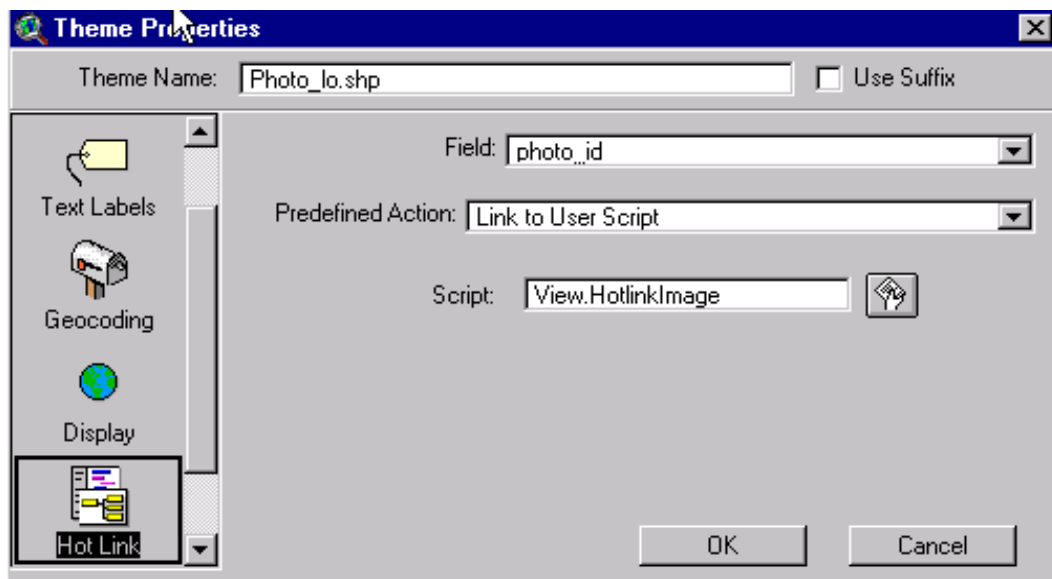 Theme Properties
Theme Name: Photo_lo.shp Use Suffix
Text Labels
Geocoding
Display
Hot Link
Field: photo_id
Predefined Action: Link to User Script
Script: View.HotlinkImage
OK Cancel